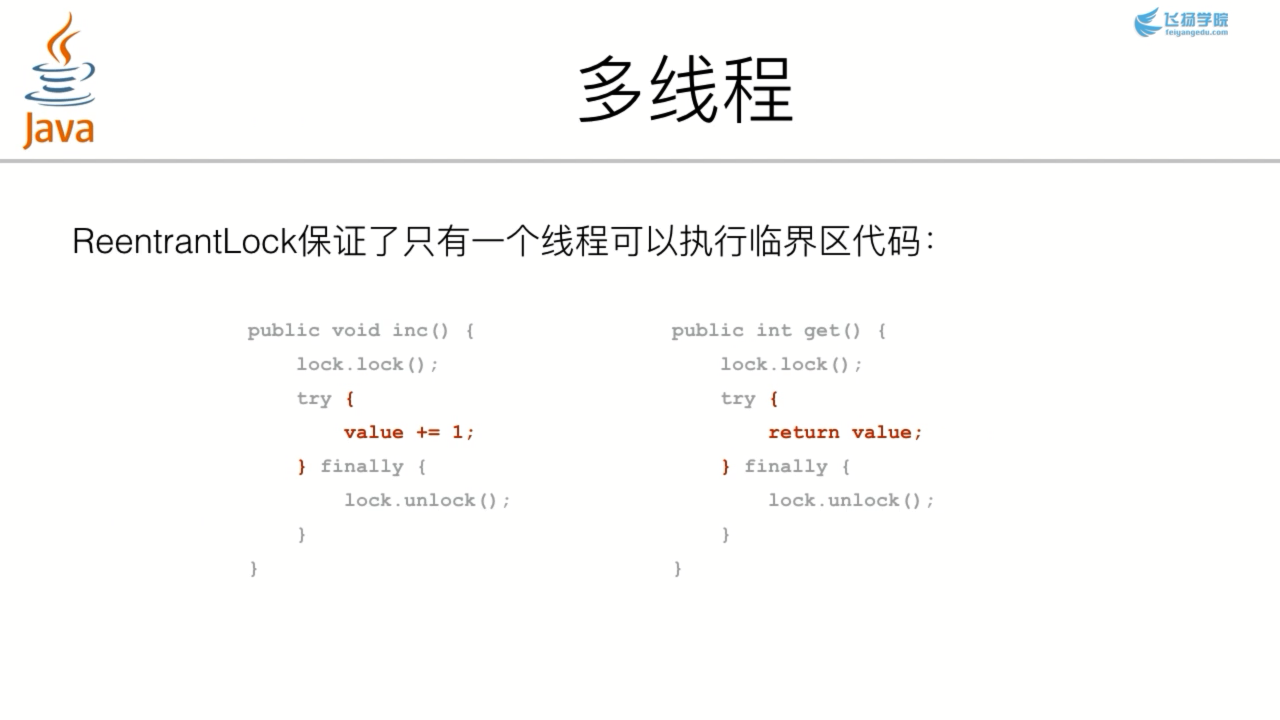 Java
飞扬学院
feiyangedu.com
多线程
ReentrantLock保证了只有一个线程可以执行临界区代码：
public void inc() {
    lock.lock();
    try {
        value += 1;
    } finally {
        lock.unlock();
    }
}
public int get() {
    lock.lock();
    try {
        return value;
    } finally {
        lock.unlock();
    }
}